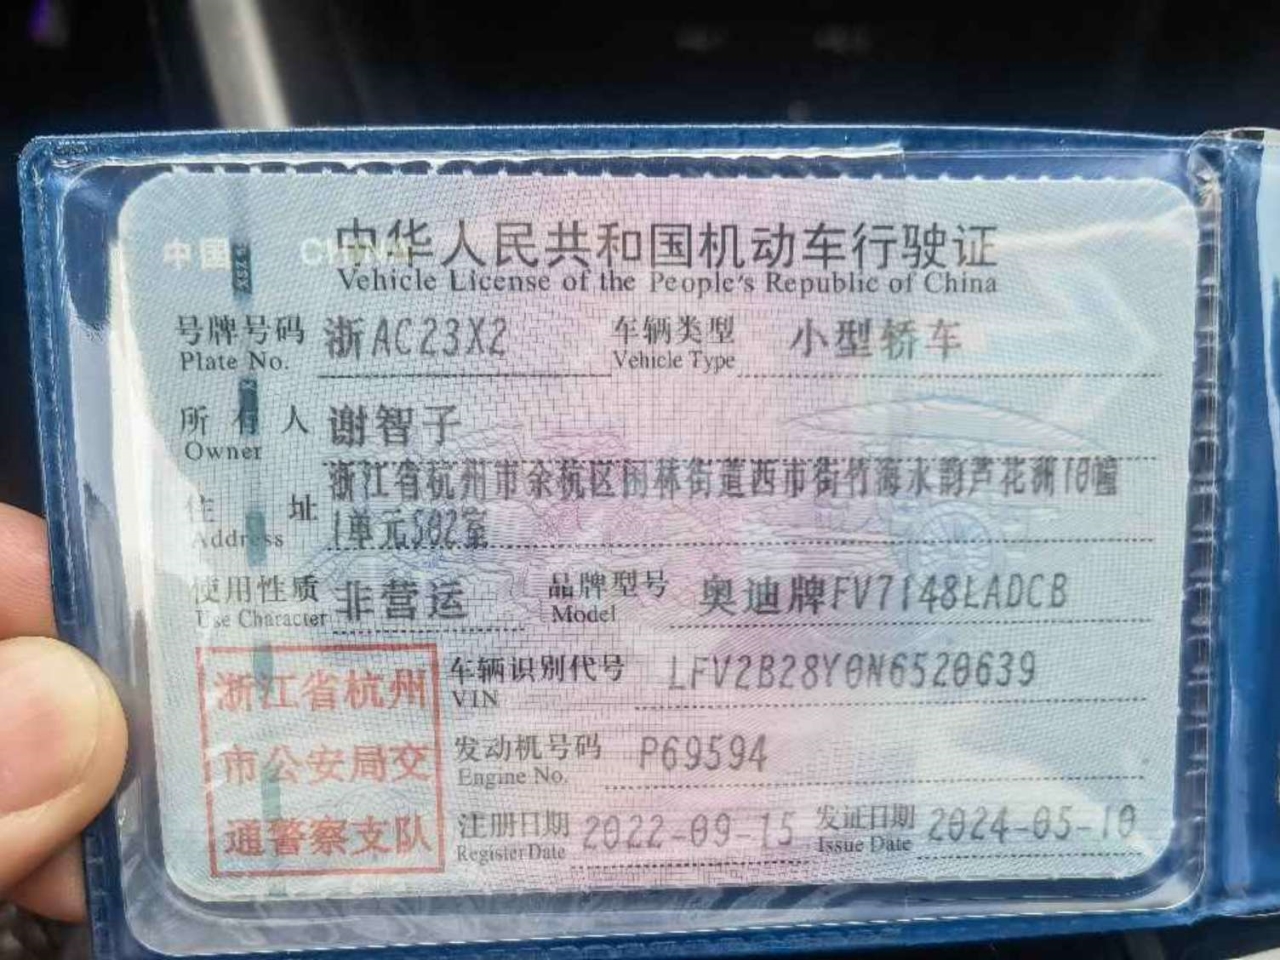 中国 CHINA
中华人民共和国机动车行驶证
Vehicle License of the People's Republic of China
号牌号码 浙AC23X2 车辆类型 小型轿车
Plate No. Vehicle Type
所有人 谢智子
Owner
浙江省杭州市余杭区闲林街道西市街竹海水韵芦花洲10幢
住址 1单元502室
Address
使用性质 非营运 品牌型号 奥迪牌FV7148LADCB
Use Character Model
车辆识别代号 LFV2B28Y0N6520639
VIN
发动机号码 P69594
Engine No.
注册日期 2022-09-15 发证日期 2024-05-10
Register Date Issue Date
浙江省杭州
市公安局交
通警察支队